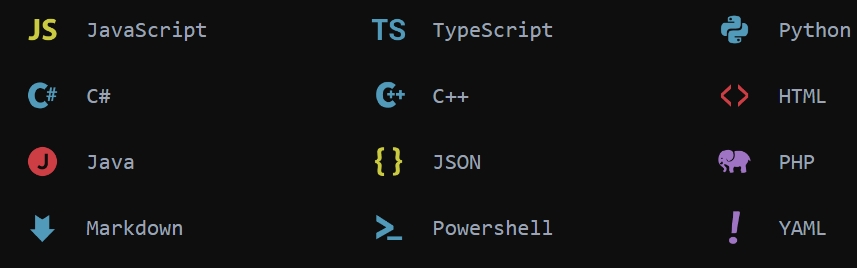 JS JavaScript TS TypeScript Python
C# C# C++ C++ <> HTML
J Java { } JSON PHP
Markdown >_ Powershell ! YAML